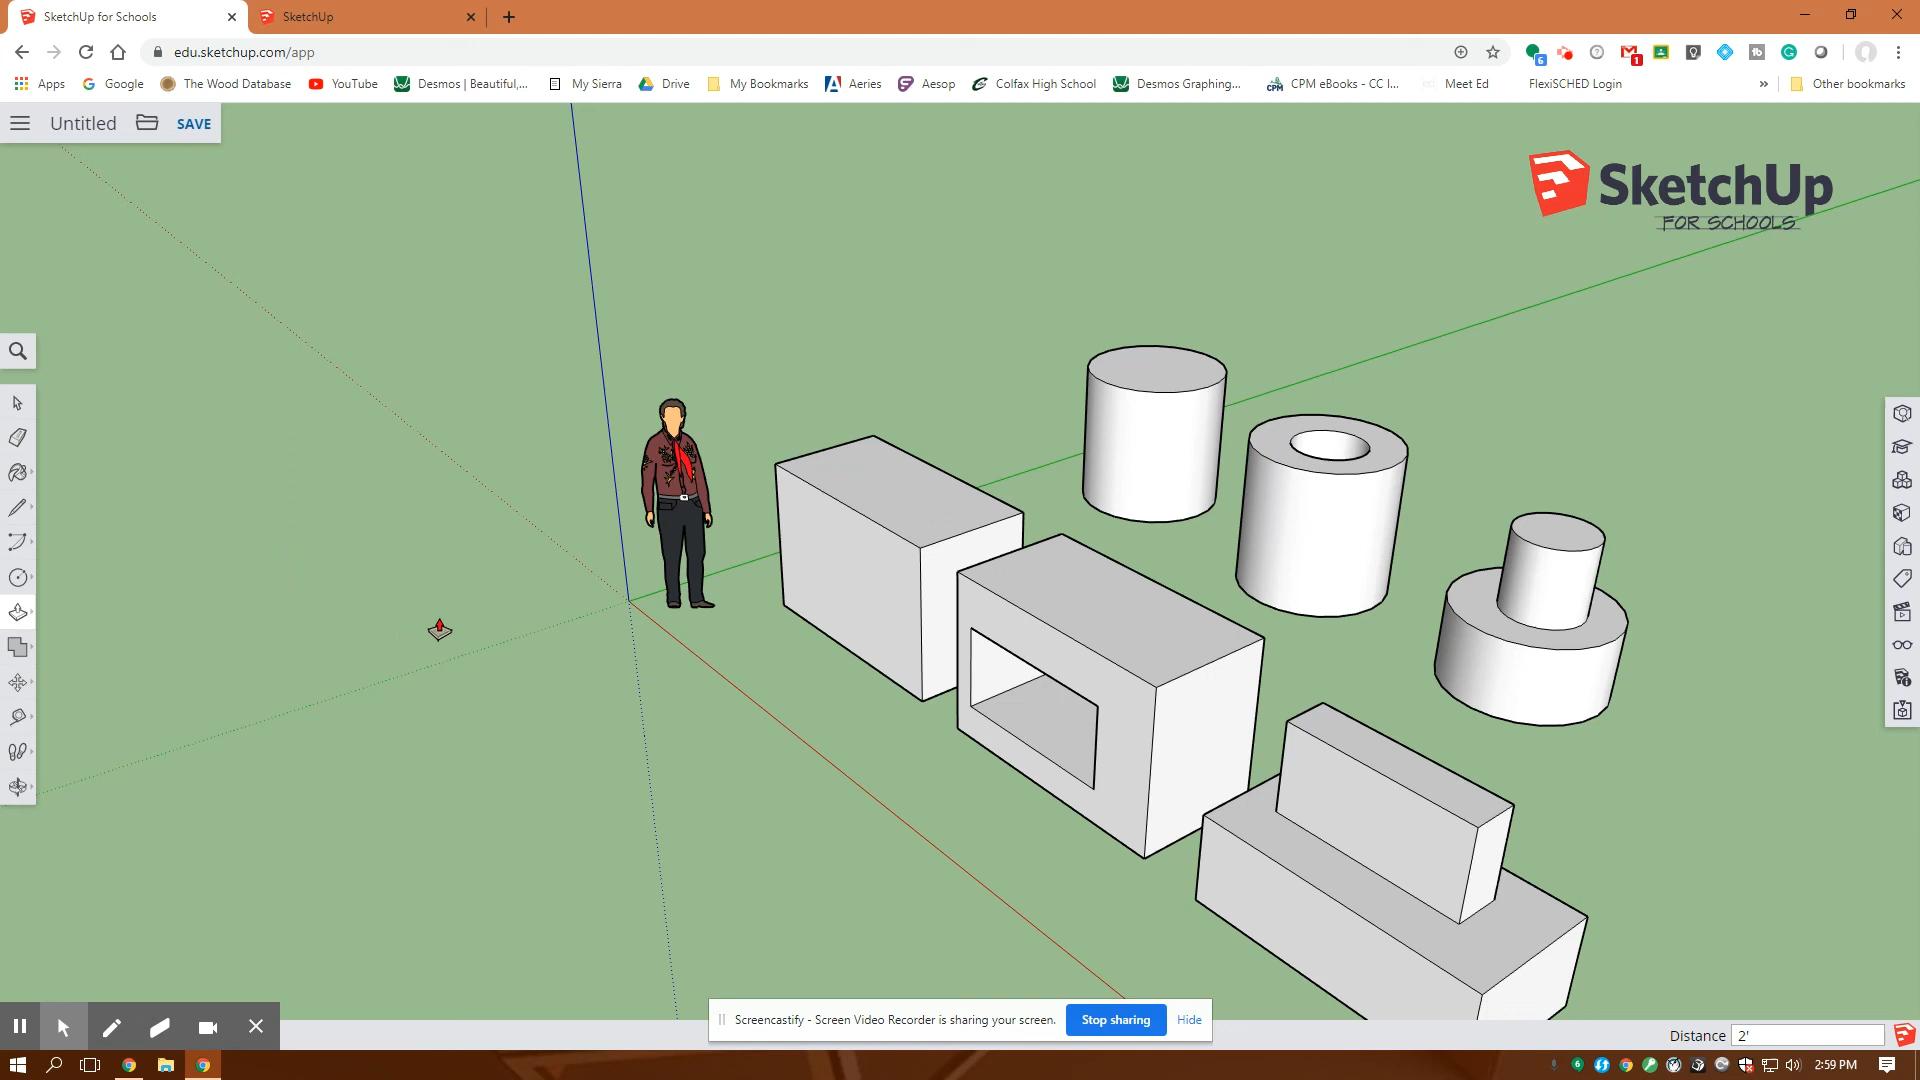 SketchUp for Schools
SketchUp
edu.sketchup.com/app
6
1
Apps
Google
The Wood Database
YouTube
Desmos | Beautiful,...
My Sierra
Drive
My Bookmarks
Aeries
Aesop
Colfax High School
Desmos Graphing...
CPM
CPM eBooks - CC I...
Meet Ed
FlexiSCHED Login
»
Other bookmarks
Untitled
SAVE
SketchUp
FOR SCHOOLS
Screencastify - Screen Video Recorder is sharing your screen.
Stop sharing
Hide
Distance
2'
2:59 PM